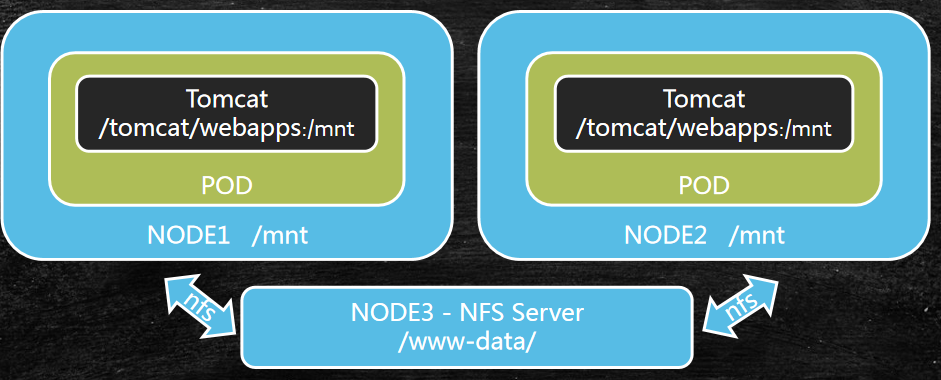 Tomcat
/tomcat/webapps:/mnt
POD
NODE1 /mnt
Tomcat
/tomcat/webapps:/mnt
POD
NODE2 /mnt
nfs
NODE3 - NFS Server
/www-data/
nfs